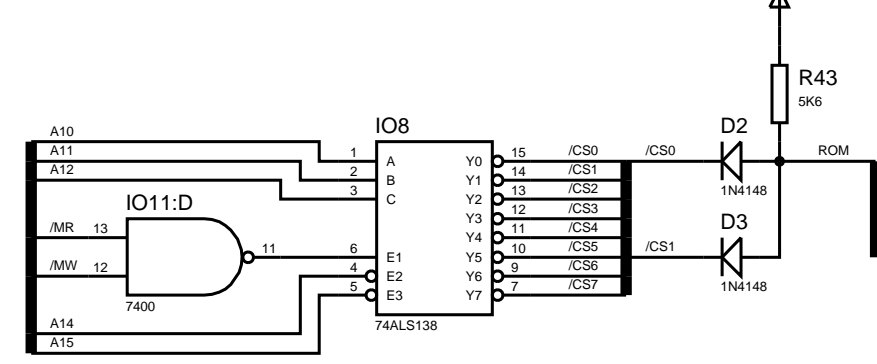 R43
5K6
IO8
D2
A10
A11
A12
1 A Y0 15 /CS0 /CS0 ROM
2 B Y1 14 /CS1
3 C Y2 13 /CS2
1N4148
IO11:D
Y3 12 /CS3
D3
/MR 13
Y4 11 /CS4
11 6 E1 Y5 10 /CS5 /CS1
/MW 12
4 E2 Y6 9 /CS6
5 E3 Y7 7 /CS7
1N4148
7400
A14
74ALS138
A15